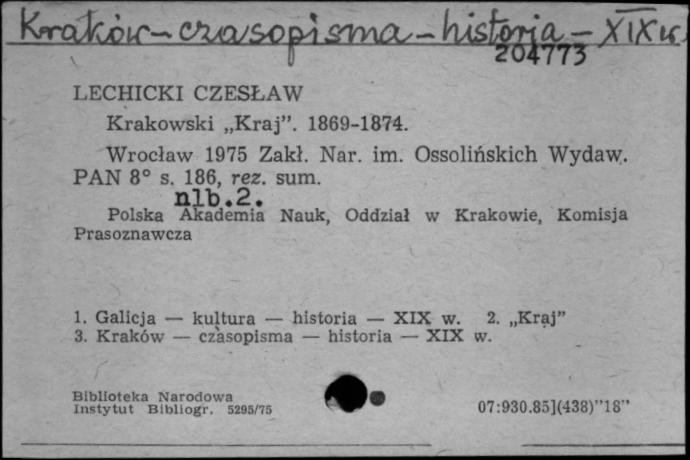 Kraków – czasopisma – historia – XIX w.
204773
LECHICKI CZESŁAW
Krakowski „Kraj”. 1869-1874.
Wrocław 1975 Zakł. Nar. im. Ossolińskich Wydaw.
PAN 8° s. 186, rez. sum.
nlb.2.
Polska Akademia Nauk, Oddział w Krakowie, Komisja
Prasoznawcza
1. Galicja — kultura — historia — XIX w. 2. „Kraj”
3. Kraków — czasopisma — historia — XIX w.
Biblioteka Narodowa
Instytut Bibliogr. 5295/75
07:930.85](438)”18”